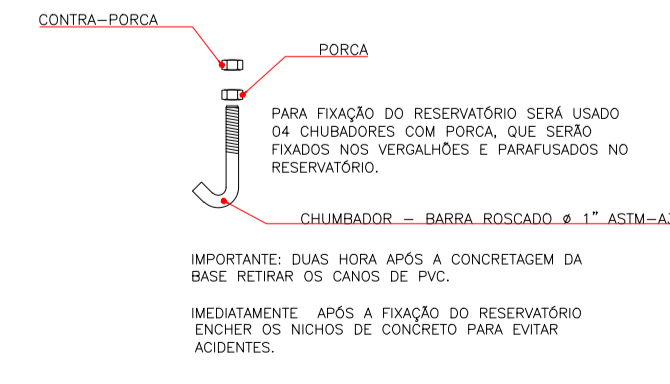 CONTRA-PORCA
PORCA
PARA FIXAÇÃO DO RESERVATÓRIO SERÁ USADO
04 CHUBADORES COM PORCA, QUE SERÃO
FIXADOS NOS VERGALHÕES E PARAFUSADOS NO
RESERVATÓRIO.
CHUMBADOR - BARRA ROSCADO ø 1" ASTM-A
IMPORTANTE: DUAS HORA APÓS A CONCRETAGEM DA
BASE RETIRAR OS CANOS DE PVC.
IMEDIATAMENTE APÓS A FIXAÇÃO DO RESERVATÓRIO
ENCHER OS NICHOS DE CONCRETO PARA EVITAR
ACIDENTES.